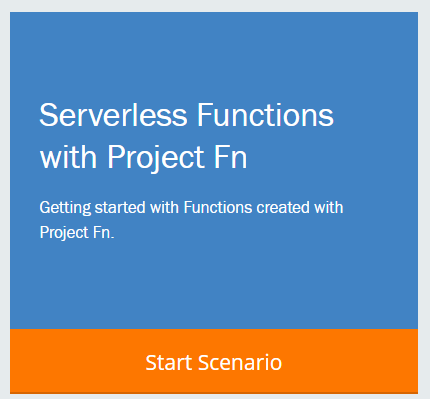 Serverless Functions
with Project Fn
Getting started with Functions created with
Project Fn.
Start Scenario